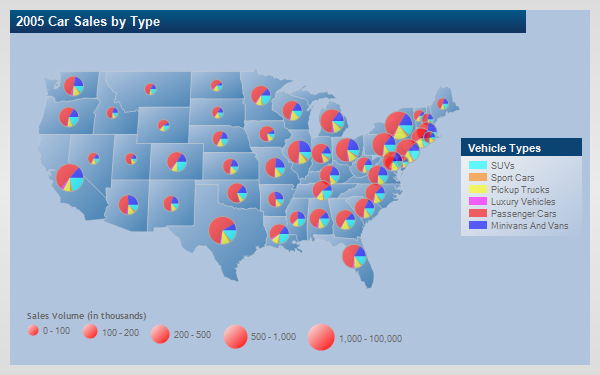 2005 Car Sales by Type
Vehicle Types
SUVs
Sport Cars
Pickup Trucks
Luxury Vehicles
Passenger Cars
Minivans And Vans
Sales Volume (in thousands)
0 - 100
100 - 200
200 - 500
500 - 1,000
1,000 - 100,000